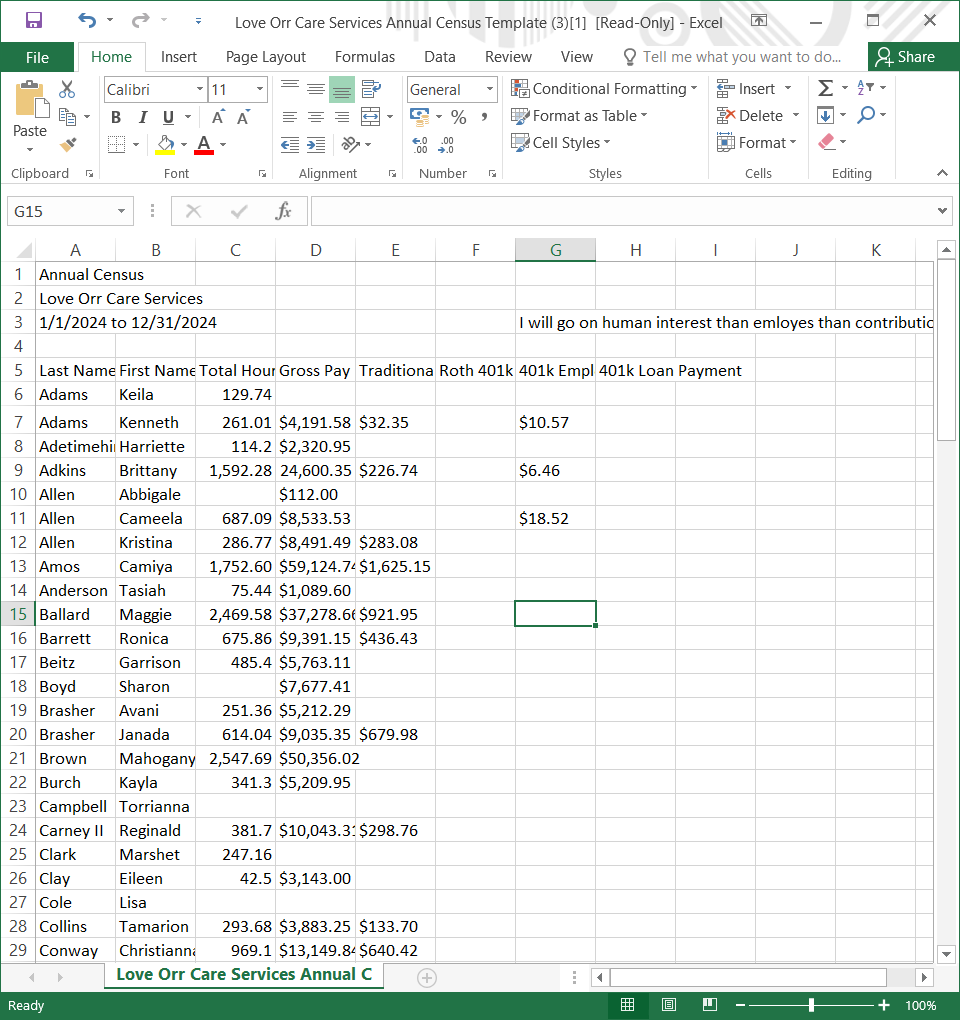 Love Orr Care Services Annual Census Template (3)[1] [Read-Only] - Excel
File Home Insert Page Layout Formulas Data Review View Tell me what you want to do... Share
Paste
Calibri 11
B I U A A
A
General
% ,
.00 .0
Conditional Formatting
Format as Table
Cell Styles
Insert
Delete
Format
Clipboard Font Alignment Number Styles Cells Editing
G15 fx
A B C D E F G H I J K
1 Annual Census
2 Love Orr Care Services
3 1/1/2024 to 12/31/2024 I will go on human interest than emloyes than contributic
4
5 Last Name First Name Total Hour Gross Pay Traditiona Roth 401k 401k Empl 401k Loan Payment
6 Adams Keila 129.74
7 Adams Kenneth 261.01 $4,191.58 $32.35 $10.57
8 Adetimehi Harriette 114.2 $2,320.95
9 Adkins Brittany 1,592.28 24,600.35 $226.74 $6.46
10 Allen Abbigale $112.00
11 Allen Cameela 687.09 $8,533.53 $18.52
12 Allen Kristina 286.77 $8,491.49 $283.08
13 Amos Camiya 1,752.60 $59,124.74 $1,625.15
14 Anderson Tasiah 75.44 $1,089.60
15 Ballard Maggie 2,469.58 $37,278.66 $921.95
16 Barrett Ronica 675.86 $9,391.15 $436.43
17 Beitz Garrison 485.4 $5,763.11
18 Boyd Sharon $7,677.41
19 Brasher Avani 251.36 $5,212.29
20 Brasher Janada 614.04 $9,035.35 $679.98
21 Brown Mahogany 2,547.69 $50,356.02
22 Burch Kayla 341.3 $5,209.95
23 Campbell Torrianna
24 Carney II Reginald 381.7 $10,043.31 $298.76
25 Clark Marshet 247.16
26 Clay Eileen 42.5 $3,143.00
27 Cole Lisa
28 Collins Tamarion 293.68 $3,883.25 $133.70
29 Conway Christianna 969.1 $13,149.84 $640.42
Love Orr Care Services Annual C
Ready 100%